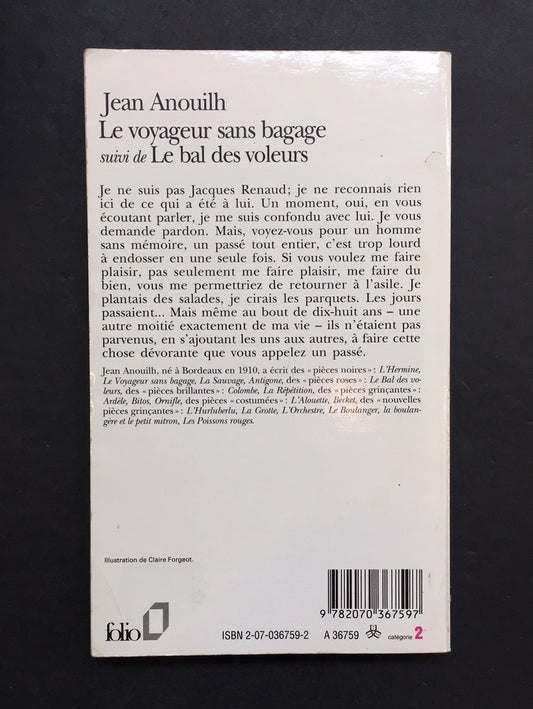 Jean Anouilh
Le voyageur sans bagage
suivi de Le bal des voleurs
Je ne suis pas Jacques Renaud; je ne reconnais rien
ici de ce qui a été à lui. Un moment, oui, en vous
écoutant parler, je me suis confondu avec lui. Je vous
demande pardon. Mais, voyez-vous pour un homme
sans mémoire, un passé tout entier, c'est trop lourd
à endosser en une seule fois. Si vous voulez me faire
plaisir, pas seulement me faire plaisir, me faire du
bien, vous me permettriez de retourner à l'asile. Je
plantais des salades, je cirais les parquets. Les jours
passaient... Mais même au bout de dix-huit ans – une
autre moitié exactement de ma vie – ils n'étaient pas
parvenus, en s'ajoutant les uns aux autres, à faire cette
chose dévorante que vous appelez un passé.
Jean Anouilh, né à Bordeaux en 1910, a écrit des « pièces noires » : L'Hermine,
Le Voyageur sans bagage, La Sauvage, Antigone, des « pièces roses » : Le Bal des vo-
leurs, des « pièces brillantes » : Colombe, La Répétition, des « pièces grinçantes » :
Ardèle, Bitos, Ornifle, des pièces « costumées » : L'Alouette, Becket, des « nouvelles
pièces grinçantes » : L'Hurluberlu, La Grotte, L'Orchestre, Le Boulanger, la boulan-
gère et le petit mitron, Les Poissons rouges.
Illustration de Claire Forgeot.
9 782070 367597
folio
ISBN 2-07-036759-2 A 36759 catégorie 2